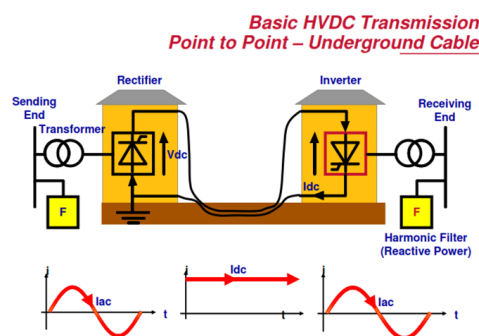 Basic HVDC Transmission
Point to Point – Underground Cable
Rectifier
Inverter
Sending
End
Receiving
End
Transformer
Vdc
Idc
F
F
Harmonic Filter
(Reactive Power)
i
Iac
t
i
Idc
t
i
Iac
t